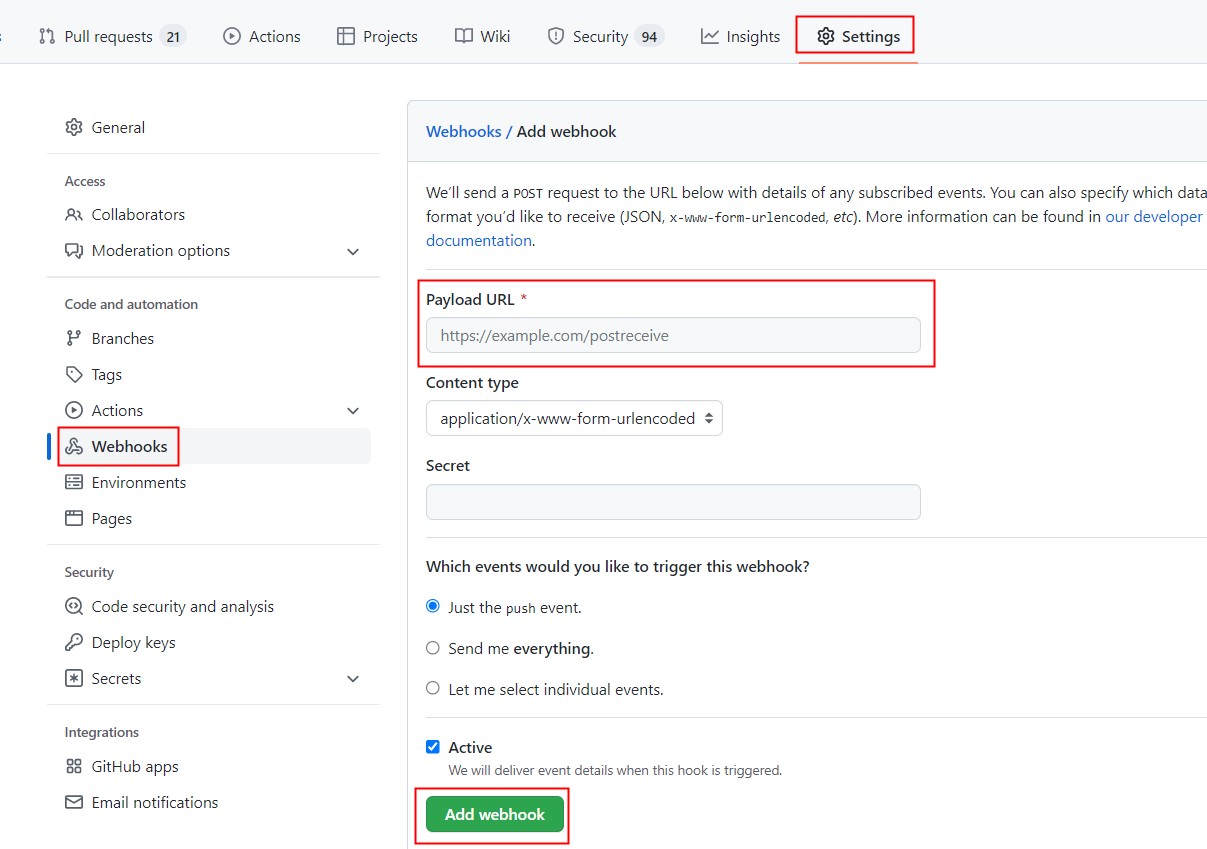 Pull requests 21 Actions Projects Wiki Security 94 Insights Settings
General
Access
Collaborators
Moderation options
Code and automation
Branches
Tags
Actions
Webhooks
Environments
Pages
Security
Code security and analysis
Deploy keys
Secrets
Integrations
GitHub apps
Email notifications
Webhooks / Add webhook
We’ll send a POST request to the URL below with details of any subscribed events. You can also specify which data
format you’d like to receive (JSON, x-www-form-urlencoded, etc). More information can be found in our developer
documentation.
Payload URL *
https://example.com/postreceive
Content type
application/x-www-form-urlencoded
Secret
Which events would you like to trigger this webhook?
Just the push event.
Send me everything.
Let me select individual events.
Active
We will deliver event details when this hook is triggered.
Add webhook